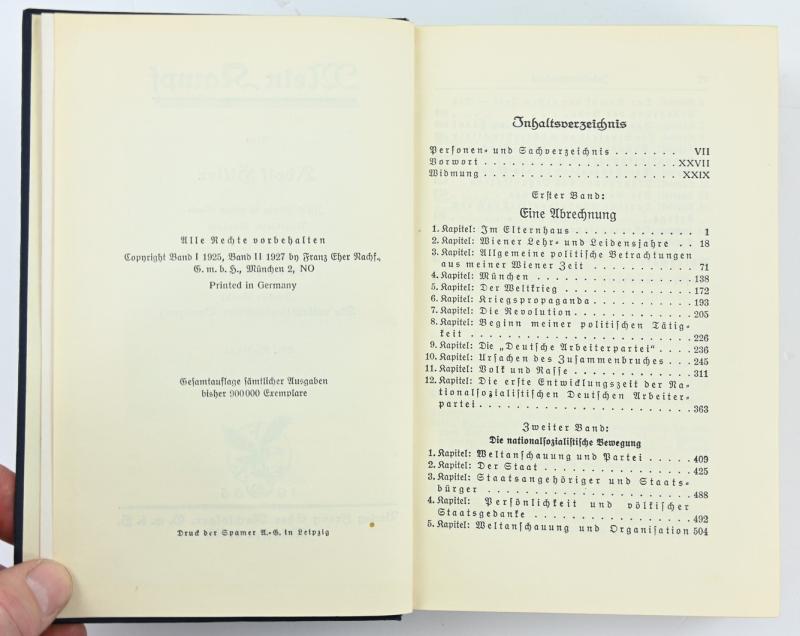 Alle Rechte vorbehalten
Copyright Band I 1925, Band II 1927 by Franz Eher Nachf.,
G. m. b. H., München 2, NO
Printed in Germany
Gesamtauflage sämtlicher Ausgaben
bisher 900000 Exemplare
Druck der Spamer A.-G. in Leipzig
Inhaltsverzeichnis
Personen- und Sachverzeichnis . . . . . . . VII
Vorwort . . . . . . . . . . . . . . . . . . XXVII
Widmung . . . . . . . . . . . . . . . . . . XXIX
Erster Band:
Eine Abrechnung
1. Kapitel: Im Elternhaus . . . . . . . . . . . . . 1
2. Kapitel: Wiener Lehr- und Leidensjahre . . 18
3. Kapitel: Allgemeine politische Betrachtungen
aus meiner Wiener Zeit . . . . . . . . . . 71
4. Kapitel: München . . . . . . . . . . . . . . . . 138
5. Kapitel: Der Weltkrieg . . . . . . . . . . . . . 172
6. Kapitel: Kriegspropaganda . . . . . . . . . . . 193
7. Kapitel: Die Revolution . . . . . . . . . . . . . 205
8. Kapitel: Beginn meiner politischen Tätig-
keit . . . . . . . . . . . . . . . . . . . . . . 226
9. Kapitel: Die „Deutsche Arbeiterpartei“ . . . . 236
10. Kapitel: Ursachen des Zusammenbruches . . . 245
11. Kapitel: Volk und Rasse . . . . . . . . . . . . 311
12. Kapitel: Die erste Entwicklungszeit der Na-
tionalsozialistischen Deutschen Arbeiter-
partei . . . . . . . . . . . . . . . . . . . . . 363
Zweiter Band:
Die nationalsozialistische Bewegung
1. Kapitel: Weltanschauung und Partei . . . . . 409
2. Kapitel: Der Staat . . . . . . . . . . . . . . . 425
3. Kapitel: Staatsangehöriger und Staats-
bürger . . . . . . . . . . . . . . . . . . . . 488
4. Kapitel: Persönlichkeit und völkischer
Staatsgedanke . . . . . . . . . . . . . . . . 492
5. Kapitel: Weltanschauung und Organisation 504